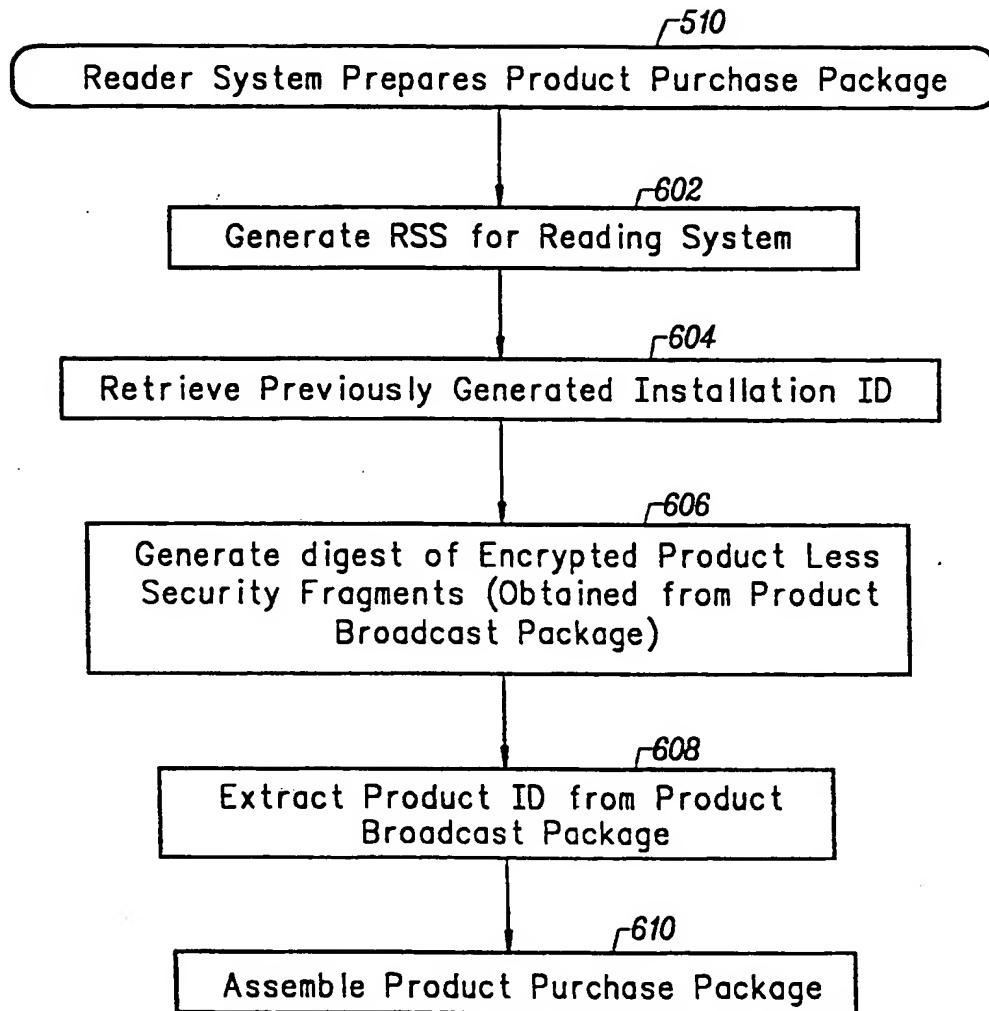 510
Reader System Prepares Product Purchase Package
602
Generate RSS for Reading System
604
Retrieve Previously Generated Installation ID
606
Generate digest of Encrypted Product Less
Security Fragments (Obtained from Product
Broadcast Package)
608
Extract Product ID from Product
Broadcast Package
610
Assemble Product Purchase Package